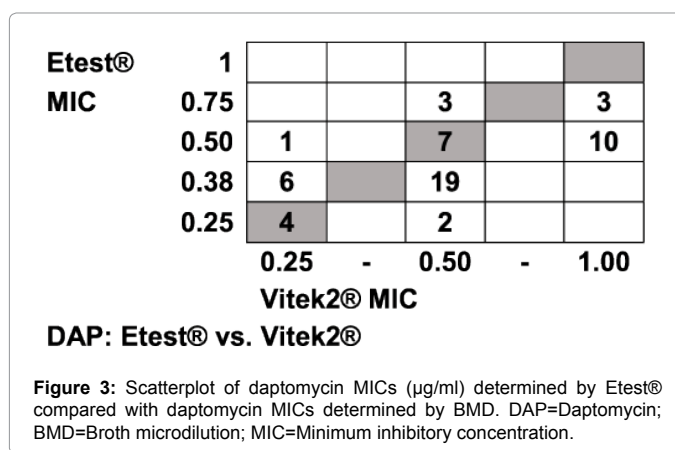 Etest® 1
MIC 0.75 3 3
0.50 1 7 10
0.38 6 19
0.25 4 2
0.25 - 0.50 - 1.00
Vitek2® MIC
DAP: Etest® vs. Vitek2®
Figure 3: Scatterplot of daptomycin MICs (µg/ml) determined by Etest®
compared with daptomycin MICs determined by BMD. DAP=Daptomycin;
BMD=Broth microdilution; MIC=Minimum inhibitory concentration.